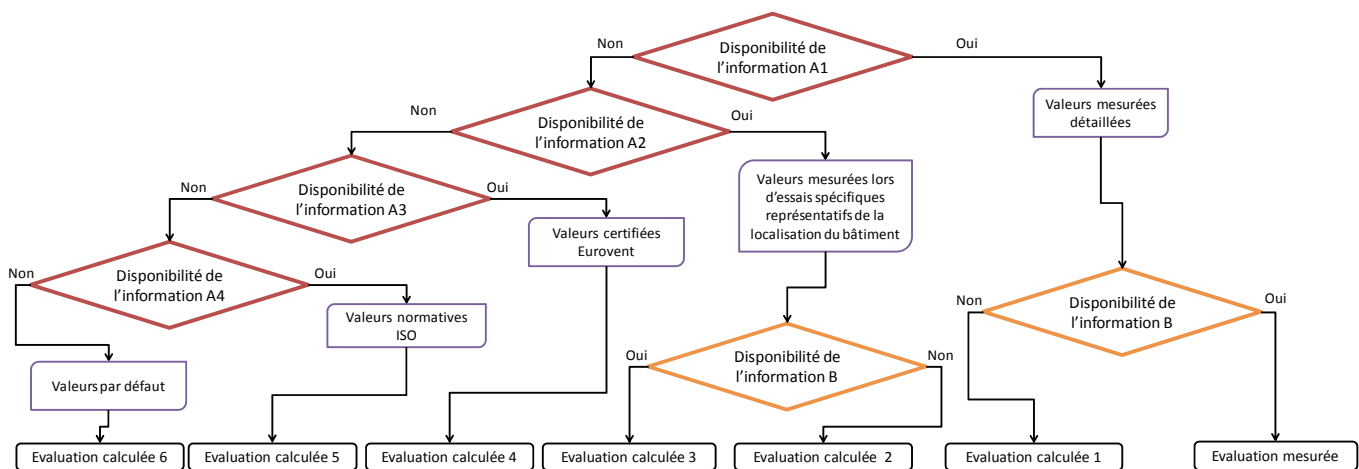 Non
Disponibilité de
l'information A1
Oui
Non
Disponibilité de
l'information A2
Oui
Valeurs mesurées
détaillées
Non
Disponibilité de
l'information A3
Oui
Valeurs mesurées lors
d'essais spécifiques
représentatifs de la
localisation du bâtiment
Valeurs certifiées
Eurovent
Non
Disponibilité de
l'information A4
Oui
Non
Disponibilité de
l'information B
Oui
Valeurs normatives
ISO
Oui
Disponibilité de
l'information B
Non
Valeurs par défaut
Evaluation calculée 6
Evaluation calculée 5
Evaluation calculée 4
Evaluation calculée 3
Evaluation calculée 2
Evaluation calculée 1
Evaluation mesurée